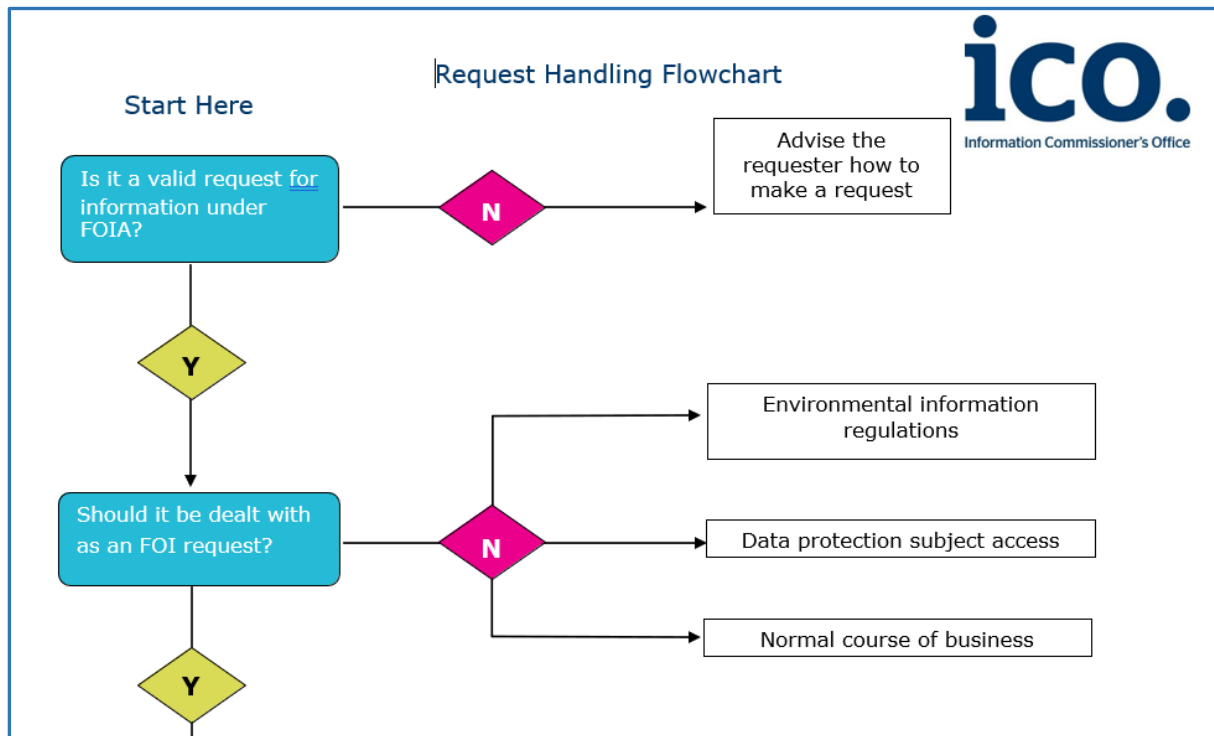 Request Handling Flowchart
ico.
Information Commissioner's Office
Start Here
Is it a valid request for
information under
FOIA?
N
Advise the
requester how to
make a request
Y
Should it be dealt with
as an FOI request?
N
Environmental information
regulations
Data protection subject access
Normal course of business
Y